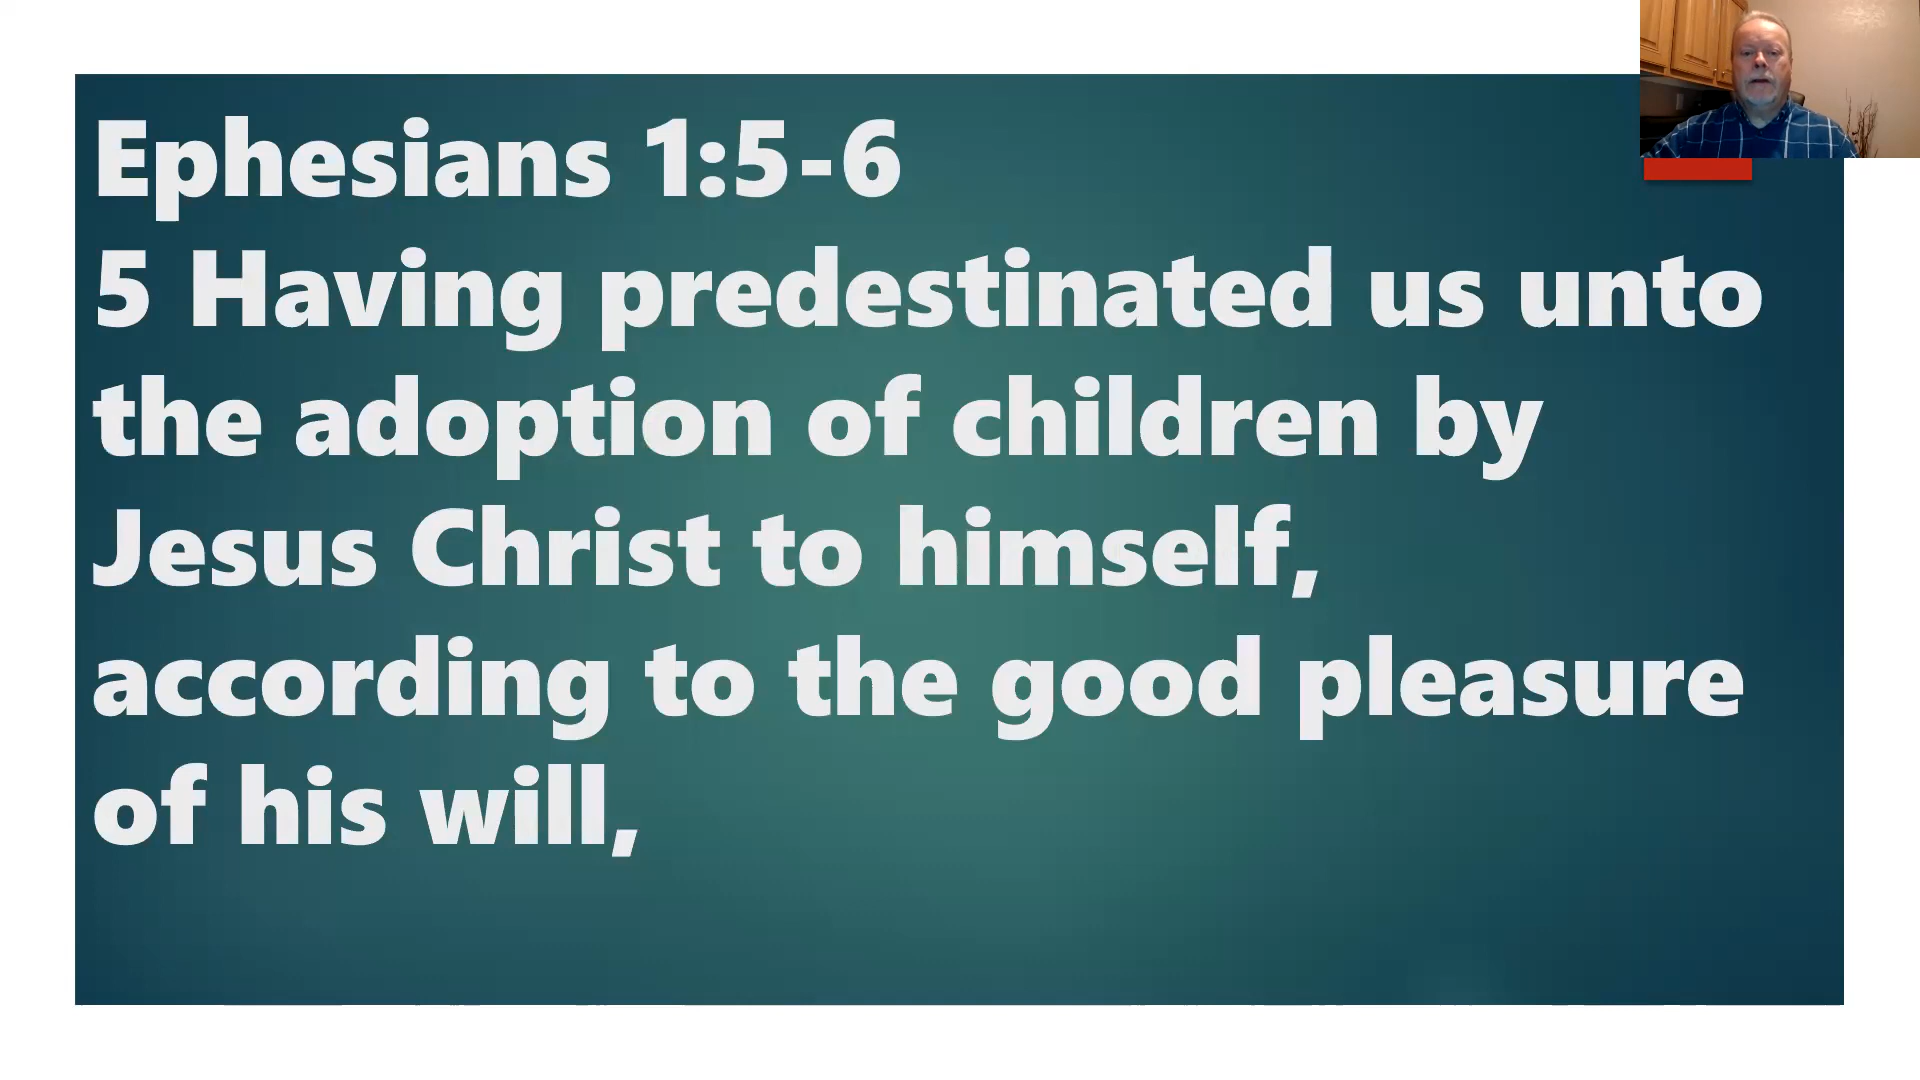 Ephesians 1:5-6
5 Having predestinated us unto
the adoption of children by
Jesus Christ to himself,
according to the good pleasure
of his will,